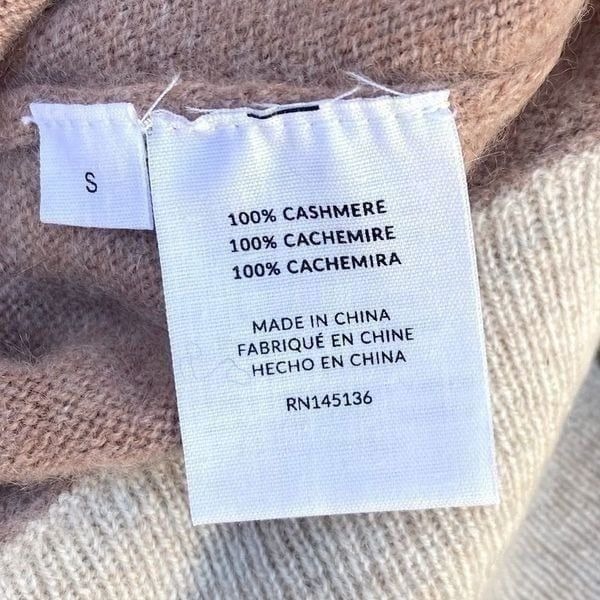 S
100% CASHMERE
100% CACHEMIRE
100% CACHEMIRA
MADE IN CHINA
FABRIQUÉ EN CHINE
HECHO EN CHINA
RN145136